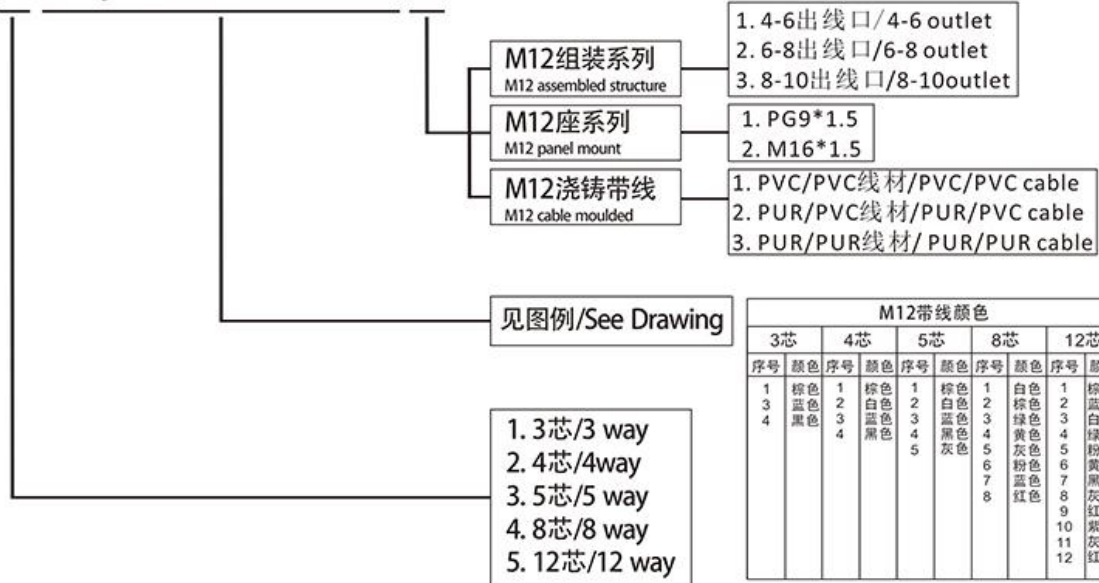 M12组装系列
M12 assembled structure
1. 4-6出线口/4-6 outlet
2. 6-8出线口/6-8 outlet
3. 8-10出线口/8-10outlet
M12座系列
M12 panel mount
1. PG9*1.5
2. M16*1.5
M12浇铸带线
M12 cable moulded
1. PVC/PVC线材/PVC/PVC cable
2. PUR/PVC线材/PUR/PVC cable
3. PUR/PUR线材/ PUR/PUR cable
见图例/See Drawing
1. 3芯/3 way
2. 4芯/4way
3. 5芯/5 way
4. 8芯/8 way
5. 12芯/12 way
M12带线颜色
3芯 4芯 5芯 8芯 12芯
序号 颜色 序号 颜色 序号 颜色 序号 颜色 序号
1 棕色 1 棕色 1 棕色 1 白色 1 棕
3 蓝色 2 白色 2 白色 2 棕色 2 蓝
4 黑色 3 蓝色 3 蓝色 3 绿色 3 白
4 黑色 4 黑色 4 黄色 4 绿
5 灰色 5 灰色 5 粉
6 粉色 6 黄
7 蓝色 7 黑
8 红色 8 灰
9 红
10 紫
11 灰
12 红